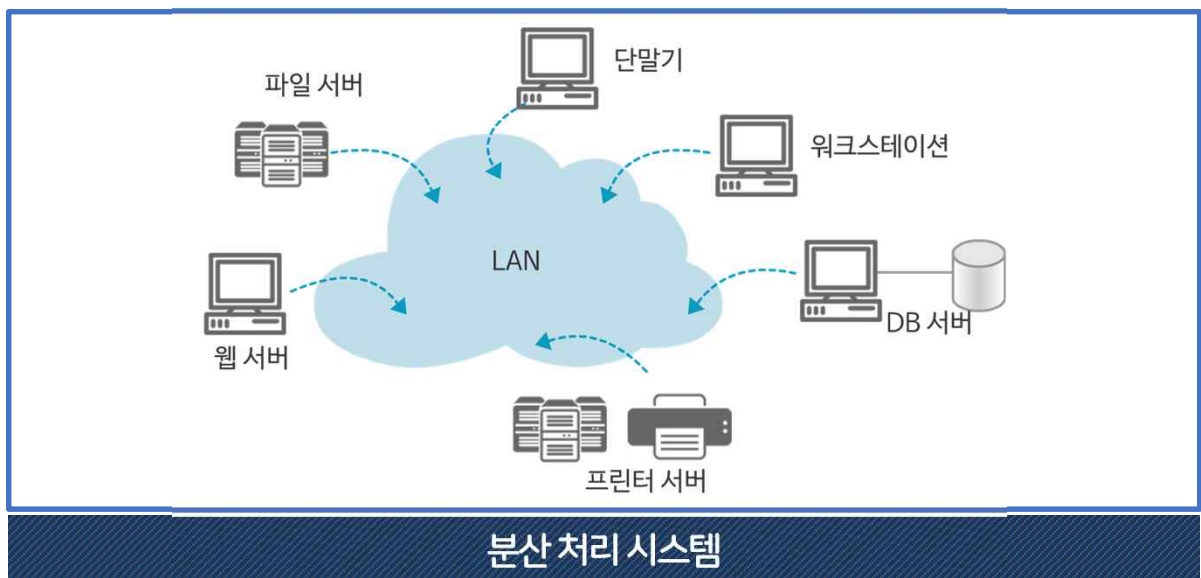 단말기
파일 서버
워크스테이션
LAN
DB 서버
웹 서버
프린터 서버
분산 처리 시스템